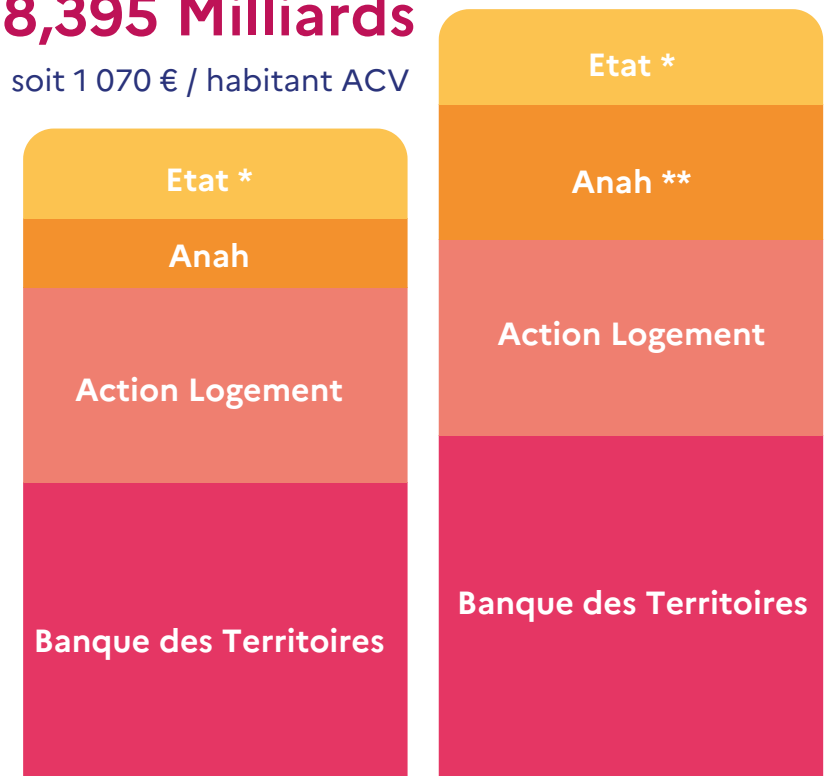 8,395 Milliards
soit 1 070 € / habitant ACV
Etat *
Anah
Action Logement
Banque des Territoires
Etat *
Anah **
Action Logement
Banque des Territoires